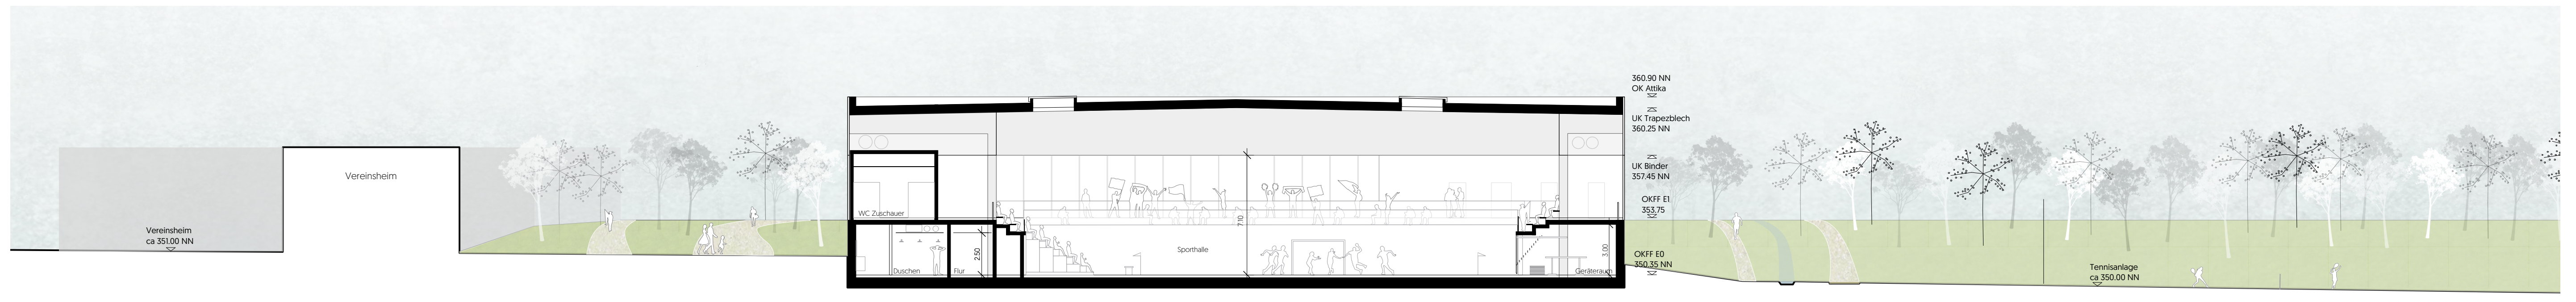 Vereinsheim
ca 351.00 NN
Vereinsheim
WC Zuschauer
Duschen
Flur
2.50
Sporthalle
7.10
3.00
Geräteraum
360.90 NN
OK Attika
UK Trapezblech
360.25 NN
UK Binder
357.45 NN
OKFF E1
353.75
OKFF E0
350.35 NN
Tennisanlage
ca 350.00 NN